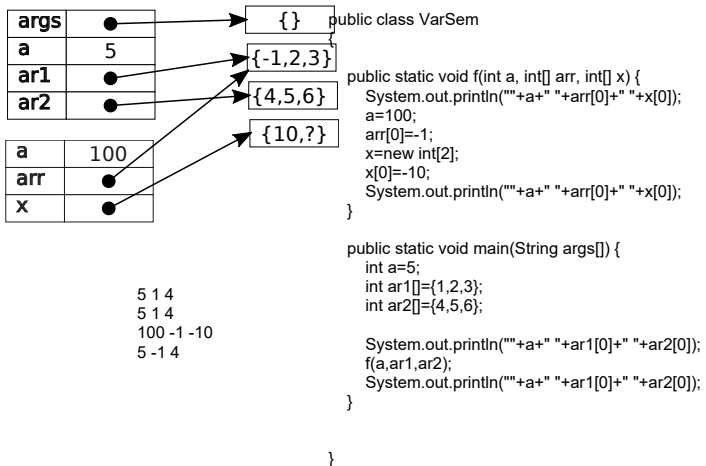 args
{}
a
5
ar1
{-1,2,3}
ar2
{4,5,6}
{10,?}
a
100
arr
x
5 1 4
5 1 4
100 -1 -10
5 -1 4
public class VarSem
{
public static void f(int a, int[] arr, int[] x) {
System.out.println(""+a+" "+arr[0]+" "+x[0]);
a=100;
arr[0]=-1;
x=new int[2];
x[0]=-10;
System.out.println(""+a+" "+arr[0]+" "+x[0]);
}
public static void main(String args[]) {
int a=5;
int ar1[]={1,2,3};
int ar2[]={4,5,6};
System.out.println(""+a+" "+ar1[0]+" "+ar2[0]);
f(a,ar1,ar2);
System.out.println(""+a+" "+ar1[0]+" "+ar2[0]);
}
}